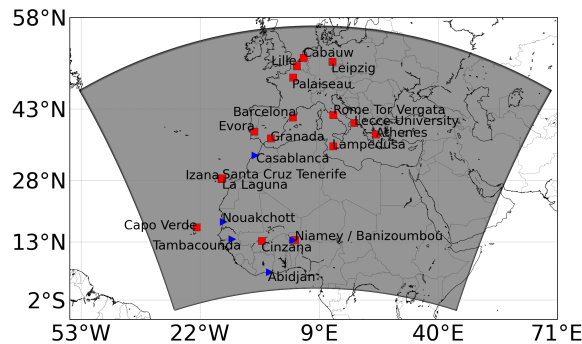 58°N
Cabauw
Lille
Leipzig
Palaiseau
43°N
Barcelona
Rome Tor Vergata
Lecce University
Evora
Granada
Athenes
Lampedusa
Casablanca
28°N
Izana
Santa Cruz Tenerife
La Laguna
Nouakchott
Capo Verde
13°N
Tambacounda
Cinzana
Niamey / Banizoumbou
Abidjan
2°S
53°W
22°W
9°E
40°E
71°E